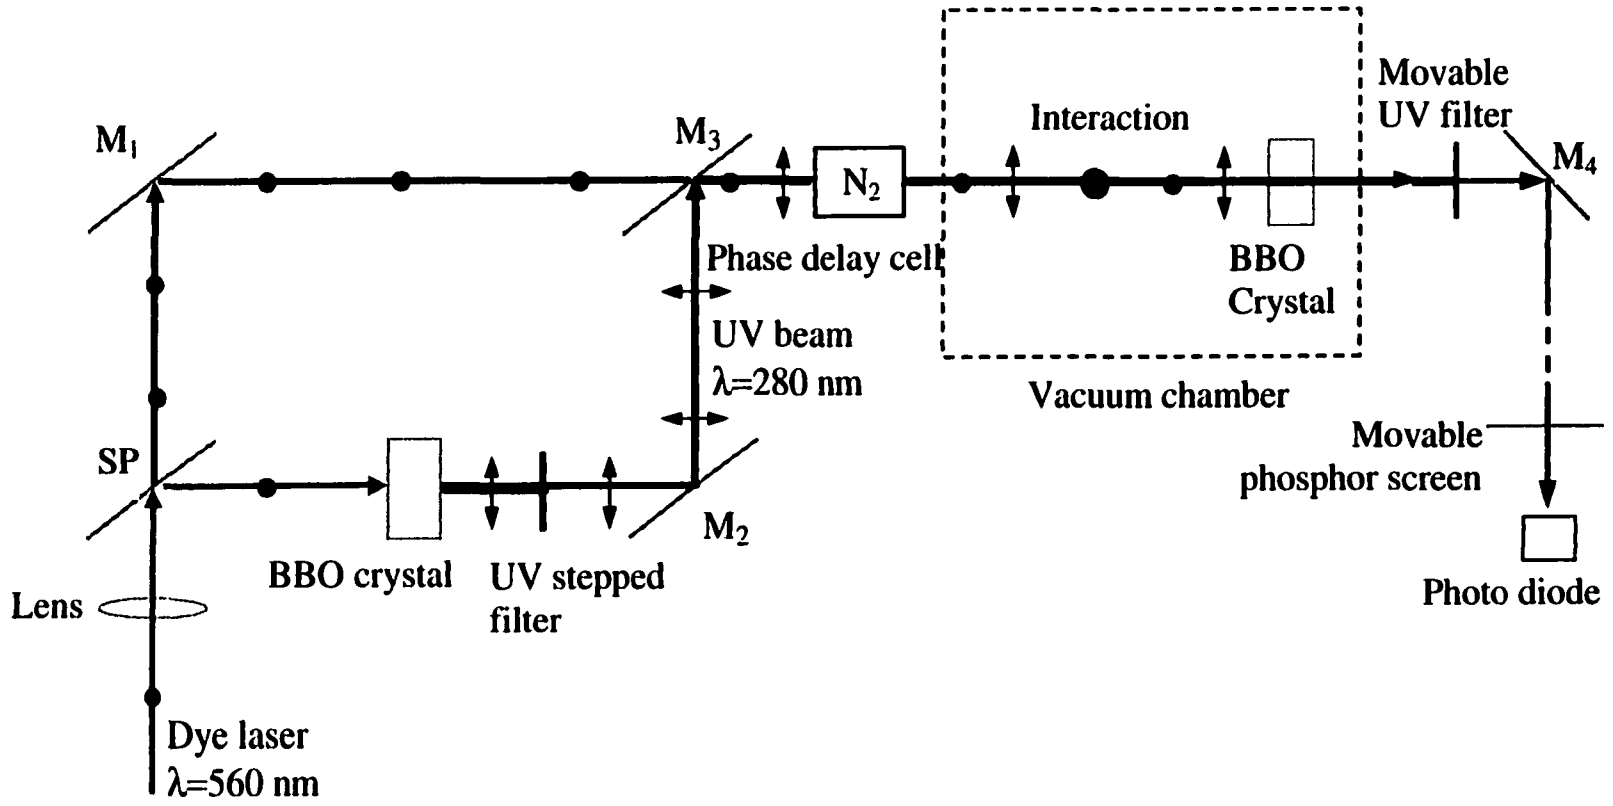 M1
M3
N2
Interaction
Movable
UV filter
M4
Phase delay cell
BBO
Crystal
UV beam
λ=280 nm
Vacuum chamber
SP
M2
Movable
phosphor screen
BBO crystal
UV stepped
filter
Lens
Photo diode
Dye laser
λ=560 nm